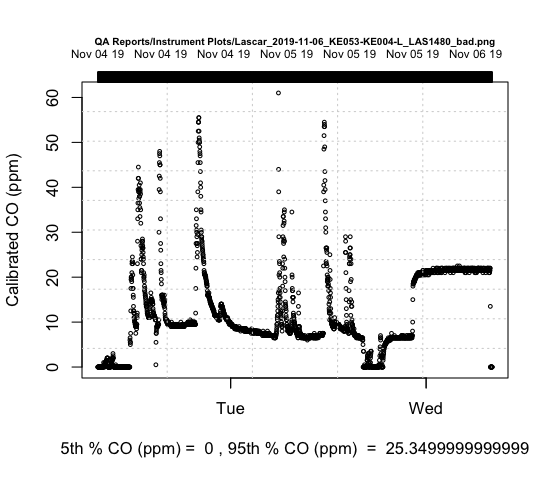 QA Reports/Instrument Plots/Lascar_2019-11-06_KE053-KE004-L_LAS1480_bad.png
Nov 04 19 Nov 04 19 Nov 04 19 Nov 05 19 Nov 05 19 Nov 05 19 Nov 06 19
60
50
40
30
20
10
0
Calibrated CO (ppm)
Tue Wed
5th % CO (ppm) = 0 , 95th % CO (ppm) = 25.3499999999999